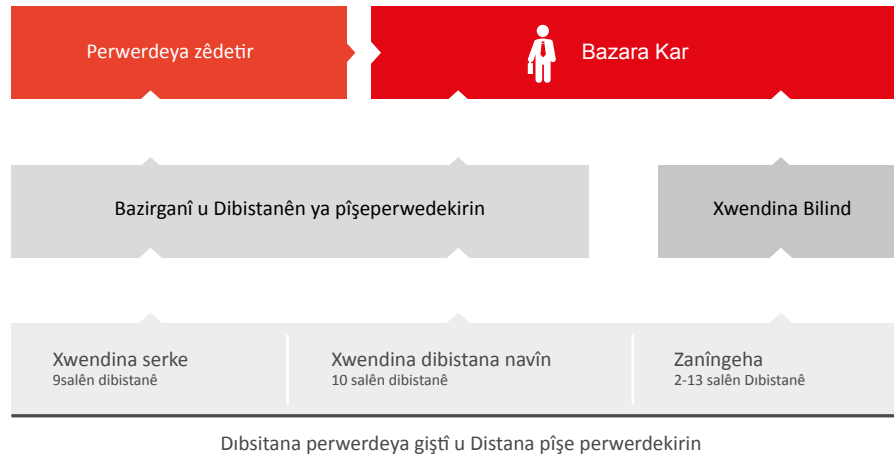 Perwerdeya zêdetir
Bazara Kar
Bazirganî u Dibistanên ya pîşeperwedekirin
Xwendina Bilind
Xwendina serke
9salên dibistanê
Xwendina dibistana navîn
10 salên dibistanê
Zanîngeha
2-13 salên Dıbistanê
Dıbsitana perwerdeya giştî u Distana pîşe perwerdekirin